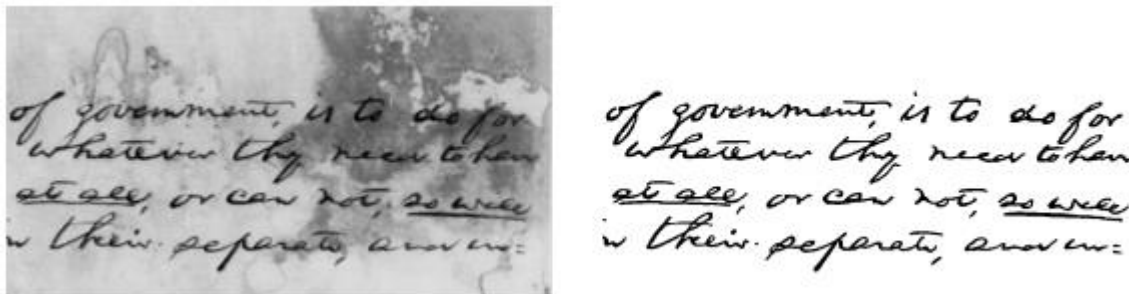 of government, is to do for
whatever they need to have
at all, or can not, so well
their separate, and in=
of government, is to do for
whatever they need to have
at all, or can not, so well
their separate, and in=